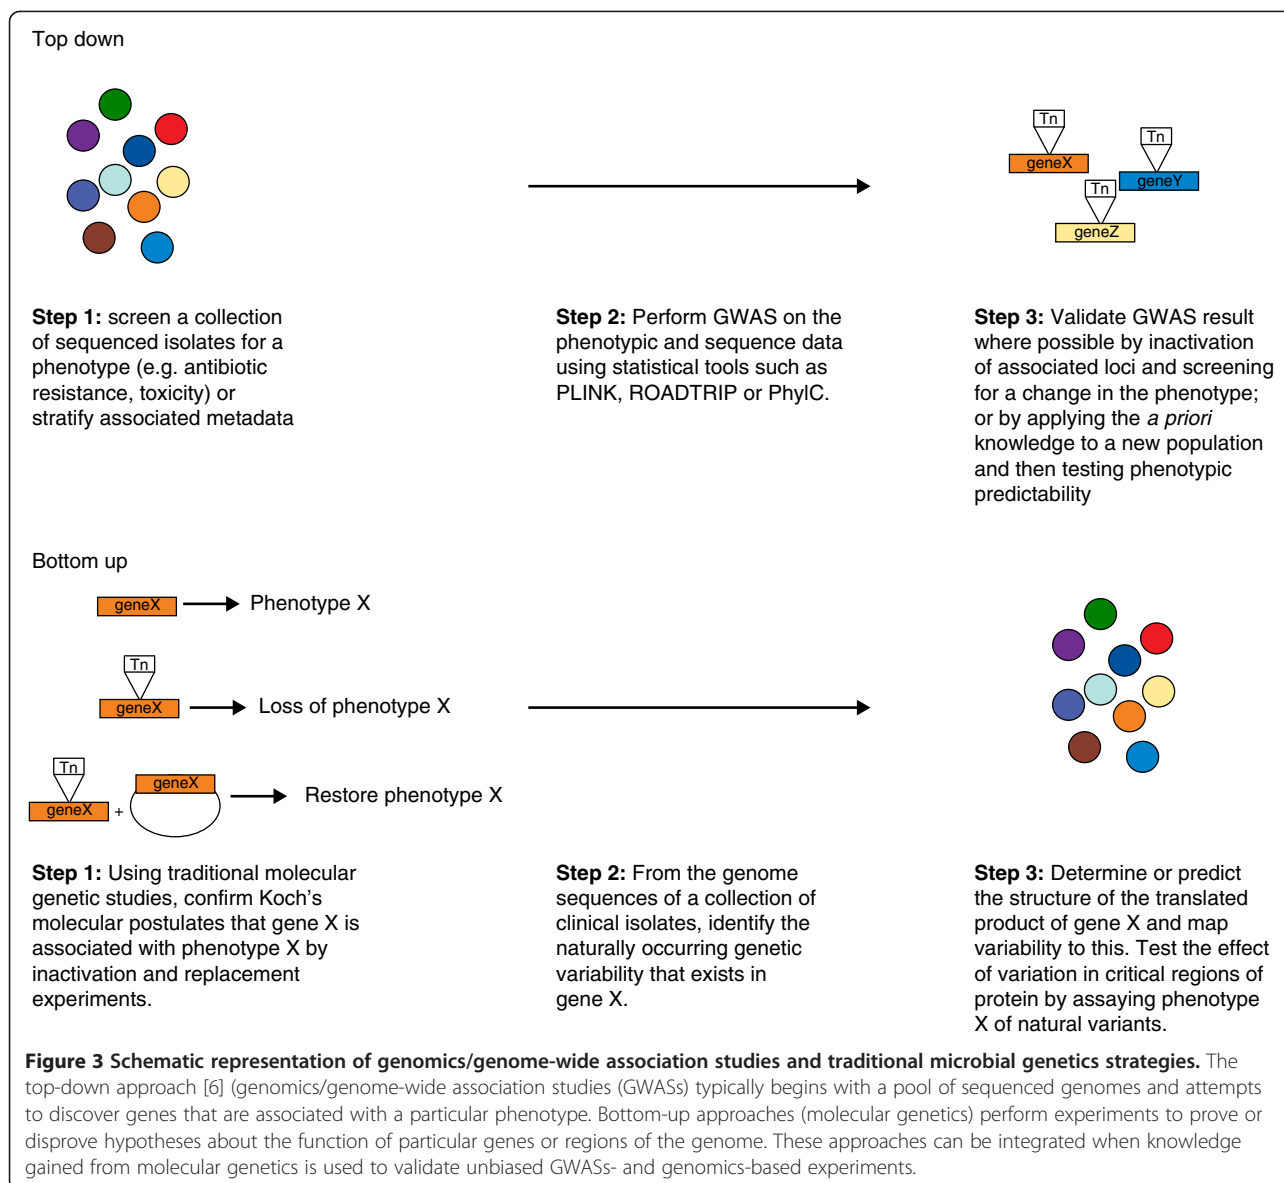 Top down
Tn
geneX
Tn
geneY
Tn
geneZ
Step 1: screen a collection
of sequenced isolates for a
phenotype (e.g. antibiotic
resistance, toxicity) or
stratify associated metadata
Step 2: Perform GWAS on the
phenotypic and sequence data
using statistical tools such as
PLINK, ROADTRIP or PhylC.
Step 3: Validate GWAS result
where possible by inactivation
of associated loci and screening
for a change in the phenotype;
or by applying the a priori
knowledge to a new population
and then testing phenotypic
predictability
Bottom up
geneX
Phenotype X
Tn
geneX
Loss of phenotype X
Tn
geneX
+
geneX
Restore phenotype X
Step 1: Using traditional molecular
genetic studies, confirm Koch's
molecular postulates that gene X is
associated with phenotype X by
inactivation and replacement
experiments.
Step 2: From the genome
sequences of a collection of
clinical isolates, identify the
naturally occurring genetic
variability that exists in
gene X.
Step 3: Determine or predict
the structure of the translated
product of gene X and map
variability to this. Test the effect
of variation in critical regions of
protein by assaying phenotype
X of natural variants.
Figure 3 Schematic representation of genomics/genome-wide association studies and traditional microbial genetics strategies. The
top-down approach [6] (genomics/genome-wide association studies (GWASs) typically begins with a pool of sequenced genomes and attempts
to discover genes that are associated with a particular phenotype. Bottom-up approaches (molecular genetics) perform experiments to prove or
disprove hypotheses about the function of particular genes or regions of the genome. These approaches can be integrated when knowledge
gained from molecular genetics is used to validate unbiased GWASs- and genomics-based experiments.